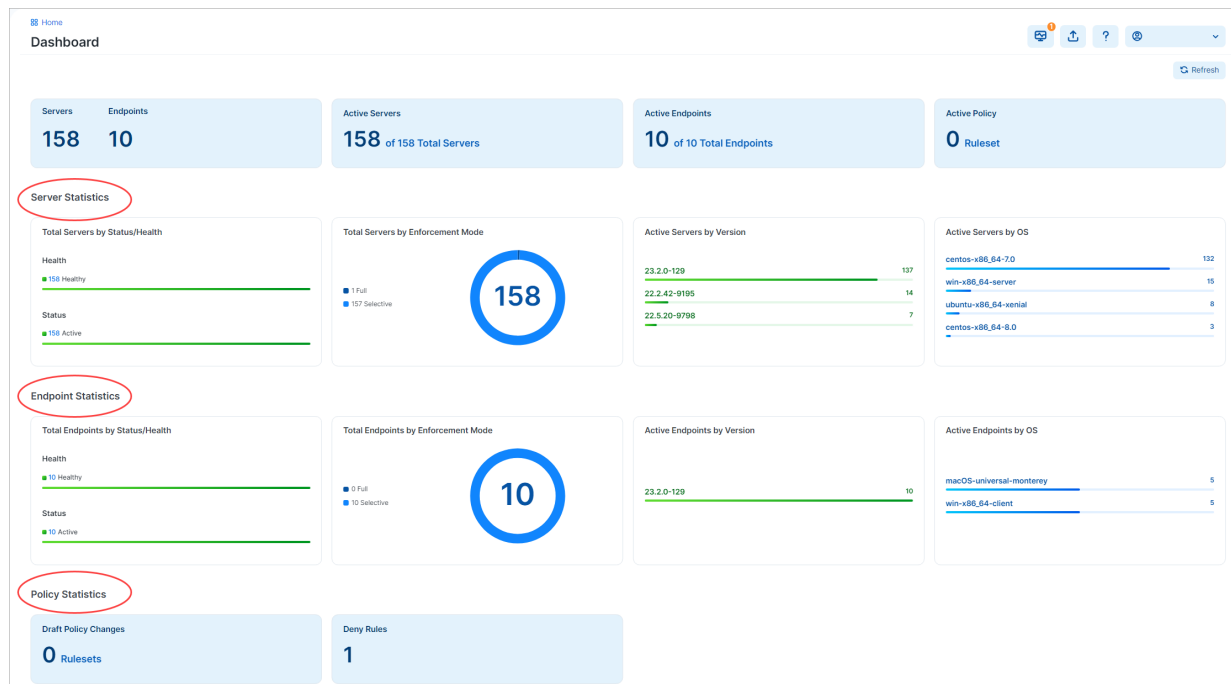 Home
Dashboard
1
?
Refresh
Servers Endpoints
158 10
Active Servers
158 of 158 Total Servers
Active Endpoints
10 of 10 Total Endpoints
Active Policy
0 Ruleset
Server Statistics
Total Servers by Status/Health
Health
158 Healthy
Status
158 Active
Total Servers by Enforcement Mode
1 Full
157 Selective
158
Active Servers by Version
23.2.0-129 137
22.2.42-9195 14
22.5.20-9798 7
Active Servers by OS
centos-x86_64-7.0 132
win-x86_64-server 15
ubuntu-x86_64-xenial 8
centos-x86_64-8.0 3
Endpoint Statistics
Total Endpoints by Status/Health
Health
10 Healthy
Status
10 Active
Total Endpoints by Enforcement Mode
0 Full
10 Selective
10
Active Endpoints by Version
23.2.0-129 10
Active Endpoints by OS
macOS-universal-monterey 5
win-x86_64-client 5
Policy Statistics
Draft Policy Changes
0 Rulesets
Deny Rules
1